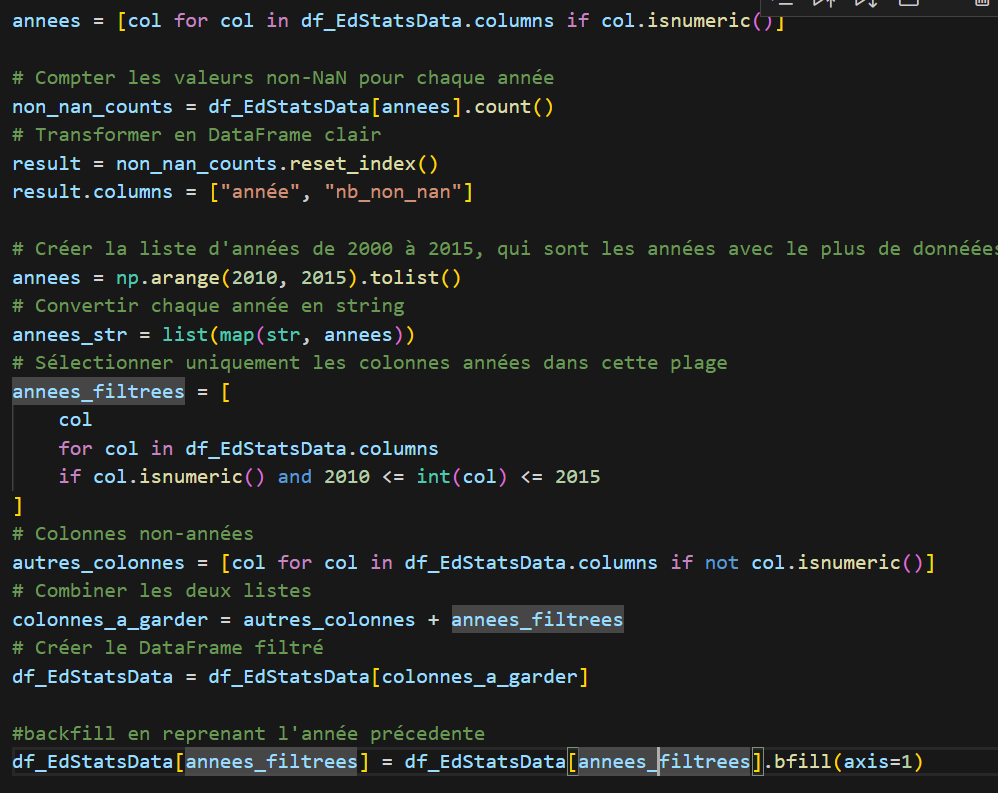 annees = [col for col in df_EdStatsData.columns if col.isnumeric()]
# Compter les valeurs non-NaN pour chaque année
non_nan_counts = df_EdStatsData[annees].count()
# Transformer en DataFrame clair
result = non_nan_counts.reset_index()
result.columns = ["année", "nb_non_nan"]
# Créer la liste d'années de 2000 à 2015, qui sont les années avec le plus de donnéées
annees = np.arange(2010, 2015).tolist()
# Convertir chaque année en string
annees_str = list(map(str, annees))
# Sélectionner uniquement les colonnes années dans cette plage
annees_filtrees = [
    col
    for col in df_EdStatsData.columns
    if col.isnumeric() and 2010 <= int(col) <= 2015
]
# Colonnes non-années
autres_colonnes = [col for col in df_EdStatsData.columns if not col.isnumeric()]
# Combiner les deux listes
colonnes_a_garder = autres_colonnes + annees_filtrees
# Créer le DataFrame filtré
df_EdStatsData = df_EdStatsData[colonnes_a_garder]
#backfill en reprenant l'année précedente
df_EdStatsData[annees_filtrees] = df_EdStatsData[annees_filtrees].bfill(axis=1)